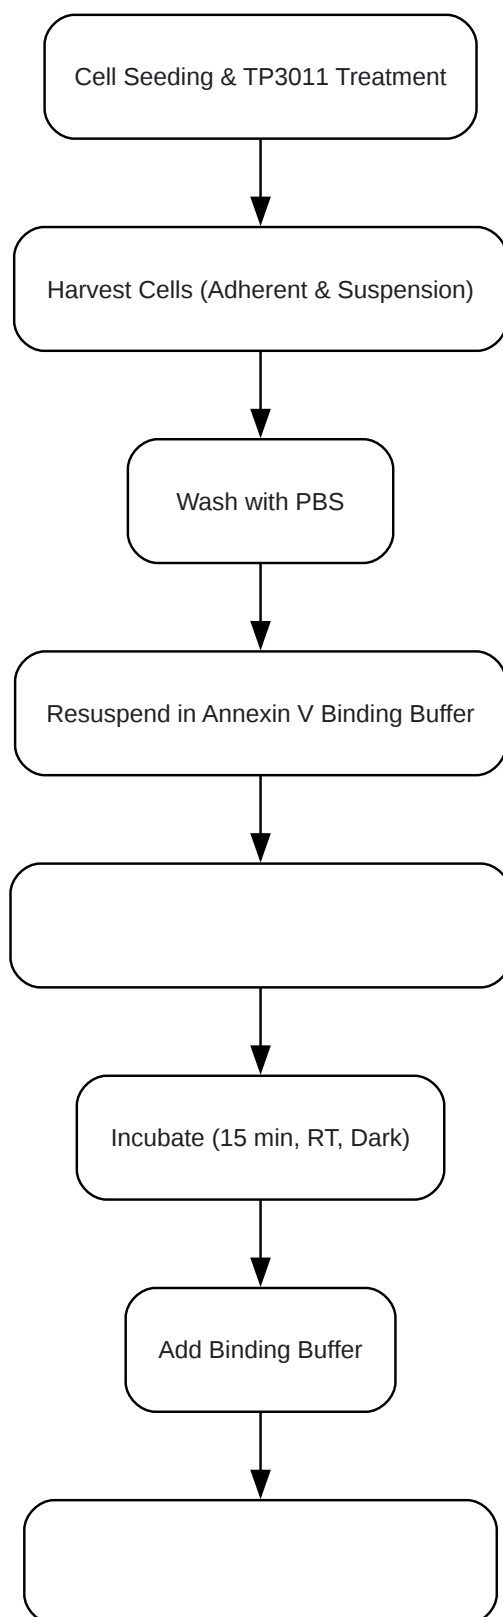 Cell Seeding & TP3011 Treatment
Harvest Cells (Adherent & Suspension)
Wash with PBS
Resuspend in Annexin V Binding Buffer
Incubate (15 min, RT, Dark)
Add Binding Buffer